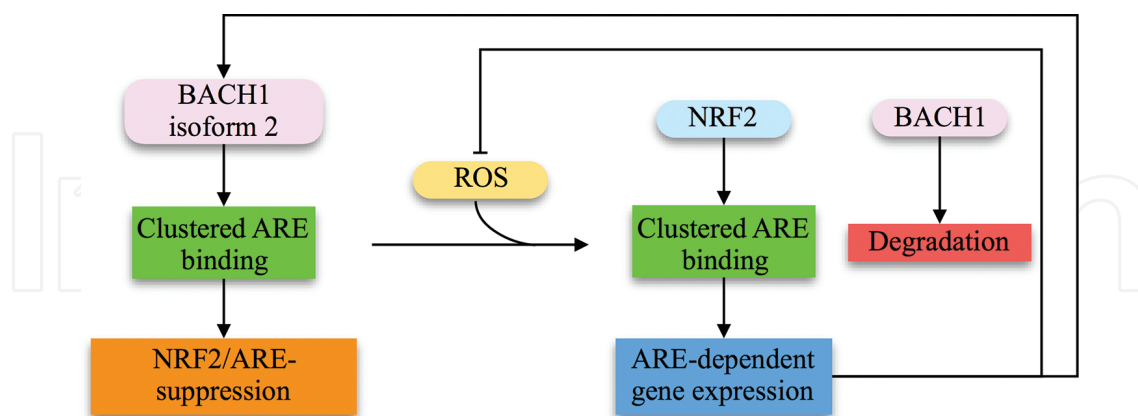 BACH1
isoform 2
NRF2
BACH1
ROS
Clustered ARE
binding
Clustered ARE
binding
Degradation
NRF2/ARE-
suppression
ARE-dependent
gene expression